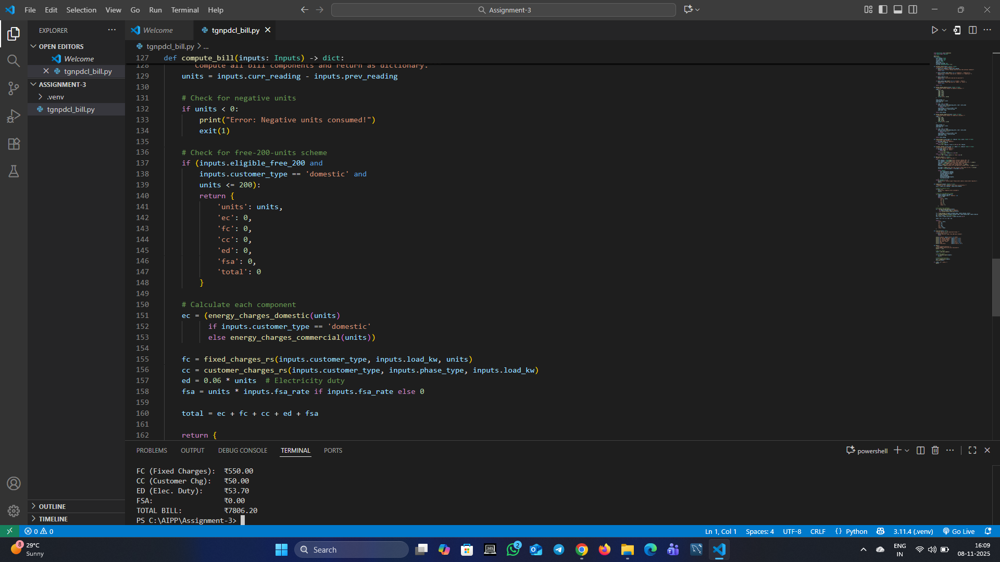 File Edit Selection View Go Run Terminal Help
Assignment-3
EXPLORER
OPEN EDITORS
Welcome
tgnpdcl_bill.py
ASSIGNMENT-3
.venv
tgnpdcl_bill.py
OUTLINE
TIMELINE
Welcome tgnpdcl_bill.py
tgnpdcl_bill.py > ...
127 def compute_bill(inputs: Inputs) -> dict:
128 Compute all bill components and return as dictionary.
129 units = inputs.curr_reading - inputs.prev_reading
130
131 # Check for negative units
132 if units < 0:
133 print("Error: Negative units consumed!")
134 exit(1)
135
136 # Check for free-200-units scheme
137 if (inputs.eligible_free_200 and
138 inputs.customer_type == 'domestic' and
139 units <= 200):
140 return {
141 'units': units,
142 'ec': 0,
143 'fc': 0,
144 'cc': 0,
145 'ed': 0,
146 'fsa': 0,
147 'total': 0
148 }
149
150 # Calculate each component
151 ec = (energy_charges_domestic(units)
152 if inputs.customer_type == 'domestic'
153 else energy_charges_commercial(units))
154
155 fc = fixed_charges_rs(inputs.customer_type, inputs.load_kw, units)
156 cc = customer_charges_rs(inputs.customer_type, inputs.phase_type, inputs.load_kw)
157 ed = 0.06 * units # Electricity duty
158 fsa = units * inputs.fsa_rate if inputs.fsa_rate else 0
159
160 total = ec + fc + cc + ed + fsa
161
162 return {
PROBLEMS OUTPUT DEBUG CONSOLE TERMINAL PORTS
powershell
FC (Fixed Charges): ₹550.00
CC (Customer Chg): ₹50.00
ED (Elec. Duty): ₹53.70
FSA: ₹0.00
TOTAL BILL: ₹7806.20
PS C:\AIPP\Assignment-3>
0 0
Ln 1, Col 1 Spaces: 4 UTF-8 CRLF {} Python 3.11.4 (.venv) Go Live
8
29°C
Sunny
Search
2
ENG
IN
16:09
08-11-2025